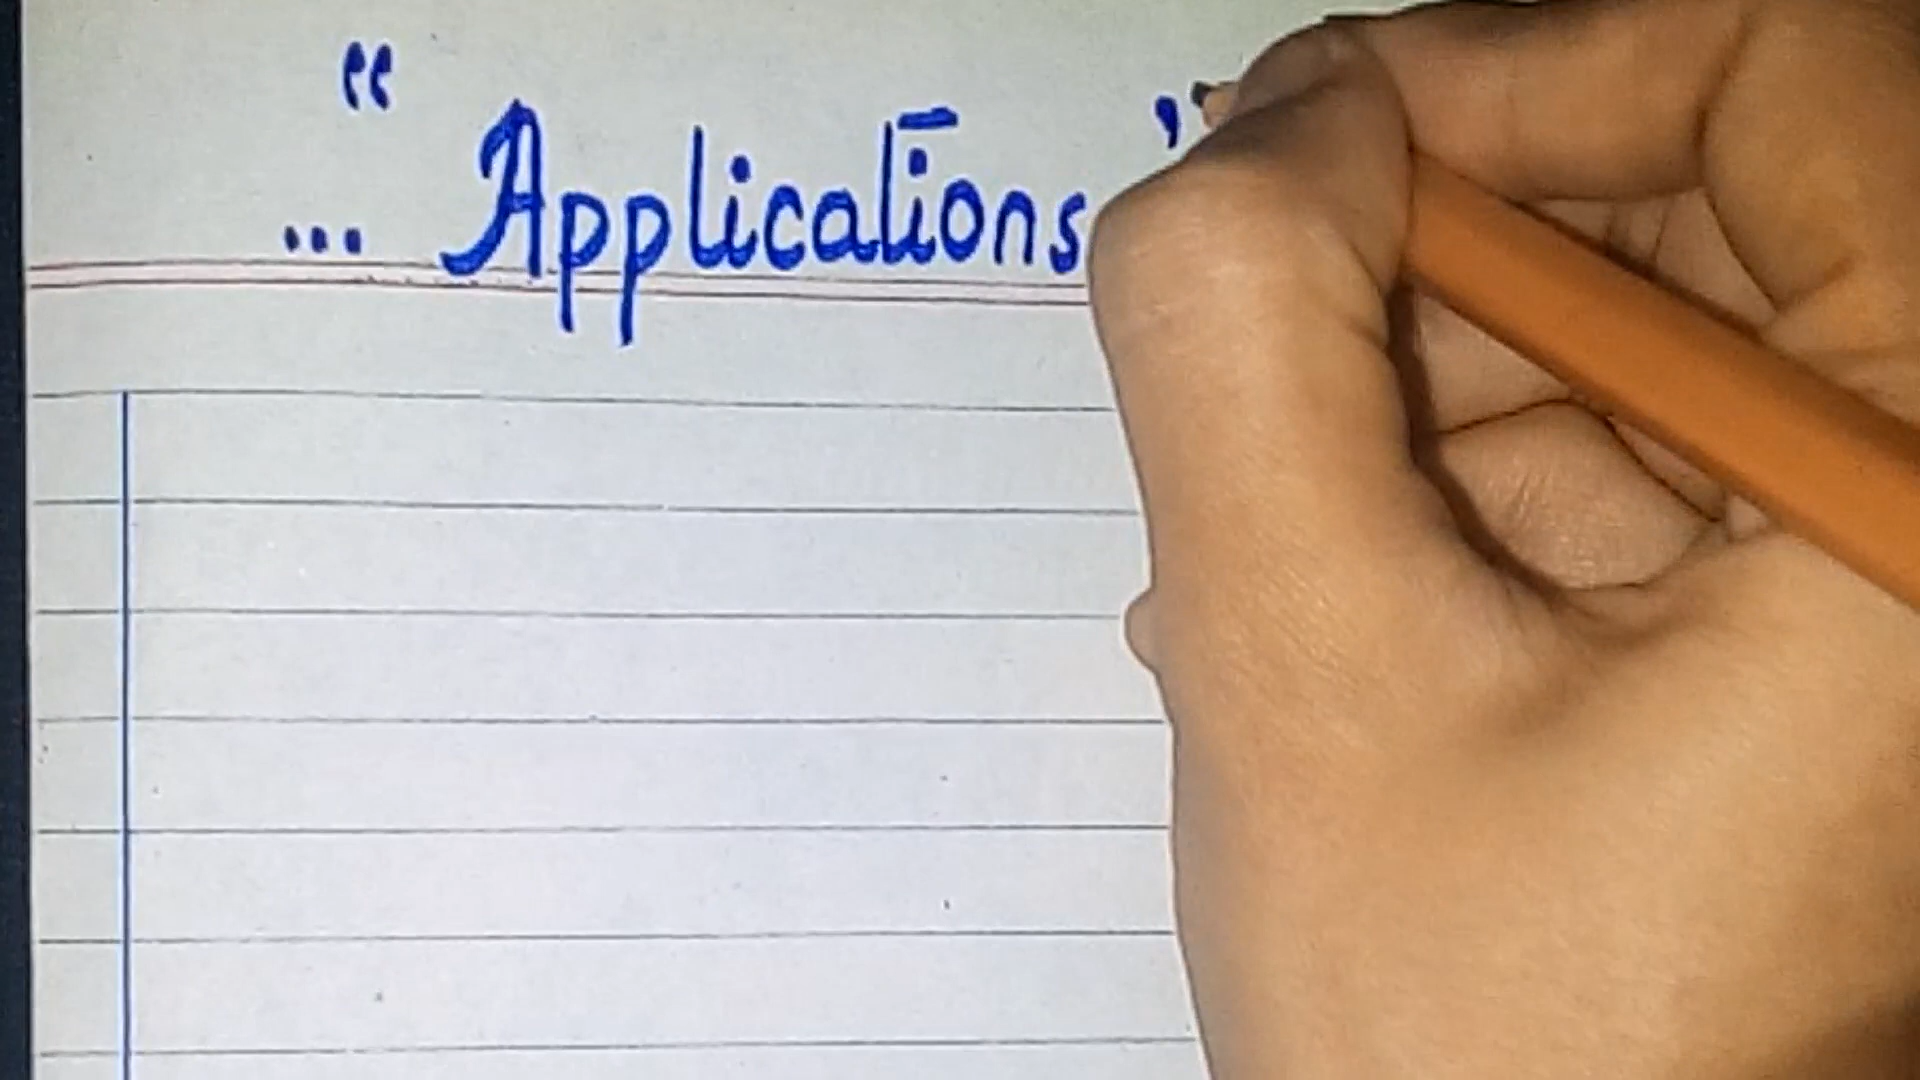 “ ... Applications ’